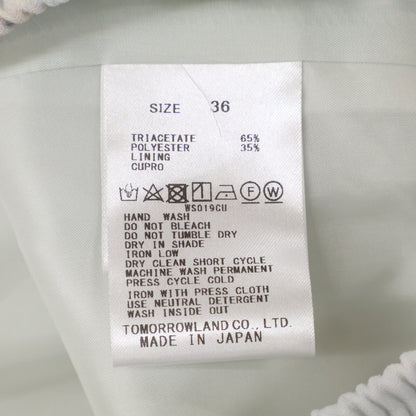 SIZE 36
TRIACETATE 65%
POLYESTER 35%
LINING
CUPRO
F W
WS019CU
HAND WASH
DO NOT BLEACH
DO NOT TUMBLE DRY
DRY IN SHADE
IRON LOW
DRY CLEAN SHORT CYCLE
MACHINE WASH PERMANENT
PRESS CYCLE COLD
IRON WITH PRESS CLOTH
USE NEUTRAL DETERGENT
WASH INSIDE OUT
TOMORROWLAND CO., LTD.
MADE IN JAPAN